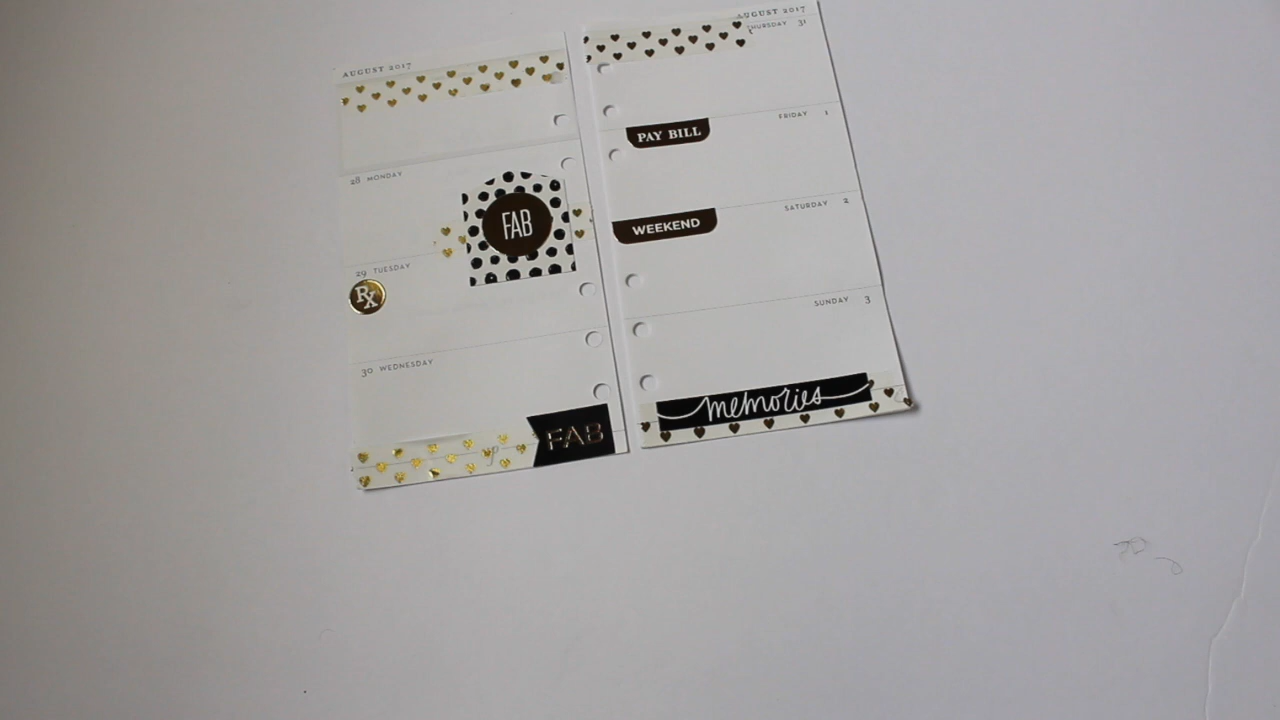 AUGUST 2017
28 MONDAY
FAB
29 TUESDAY
RX
30 WEDNESDAY
FAB
AUGUST 2017
THURSDAY 31
FRIDAY 1
PAY BILL
SATURDAY 2
WEEKEND
SUNDAY 3
memories